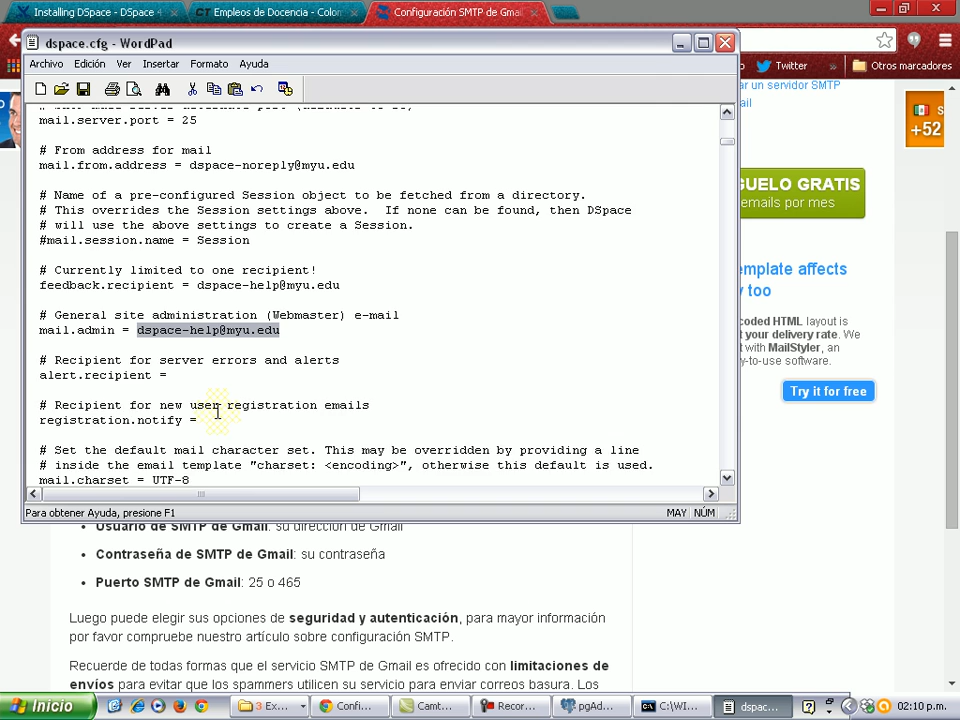 Installing DSpace - DSpace
CT Empleos de Docencia - Color
Configuración SMTP de Gmai
dspace.cfg - WordPad
Archivo Edición Ver Insertar Formato Ayuda
Twitter » Otros marcadores
mail.server.port = 25
# From address for mail
mail.from.address = dspace-noreply@myu.edu
# Name of a pre-configured Session object to be fetched from a directory.
# This overrides the Session settings above. If none can be found, then DSpace
# will use the above settings to create a Session.
#mail.session.name = Session
# Currently limited to one recipient!
feedback.recipient = dspace-help@myu.edu
# General site administration (Webmaster) e-mail
mail.admin = dspace-help@myu.edu
# Recipient for server errors and alerts
alert.recipient =
# Recipient for new user registration emails
registration.notify =
# Set the default mail character set. This may be overridden by providing a line
# inside the email template "charset: <encoding>", otherwise this default is used.
mail.charset = UTF-8
Para obtener Ayuda, presione F1
MAY NÚM
ar un servidor SMTP
ail
S
+52
GUELO GRATIS
emails por mes
emplate affects
y too
coded HTML layout is
t your delivery rate. We
t with MailStyler, an
y-to-use software.
Try it for free
• Usuario de SMTP de Gmail: su dirección de Gmail
• Contraseña de SMTP de Gmail: su contraseña
• Puerto SMTP de Gmail: 25 o 465
Luego puede elegir sus opciones de seguridad y autenticación, para mayor información
por favor compruebe nuestro artículo sobre configuración SMTP.
Recuerde de todas formas que el servicio SMTP de Gmail es ofrecido con limitaciones de
envíos para evitar que los spammers utilicen su servicio para enviar correos basura. Los
Inicio
3 Ex...
Confi...
Camt...
Recor...
pgAd...
C:\WI...
dspac...
02:10 p.m.